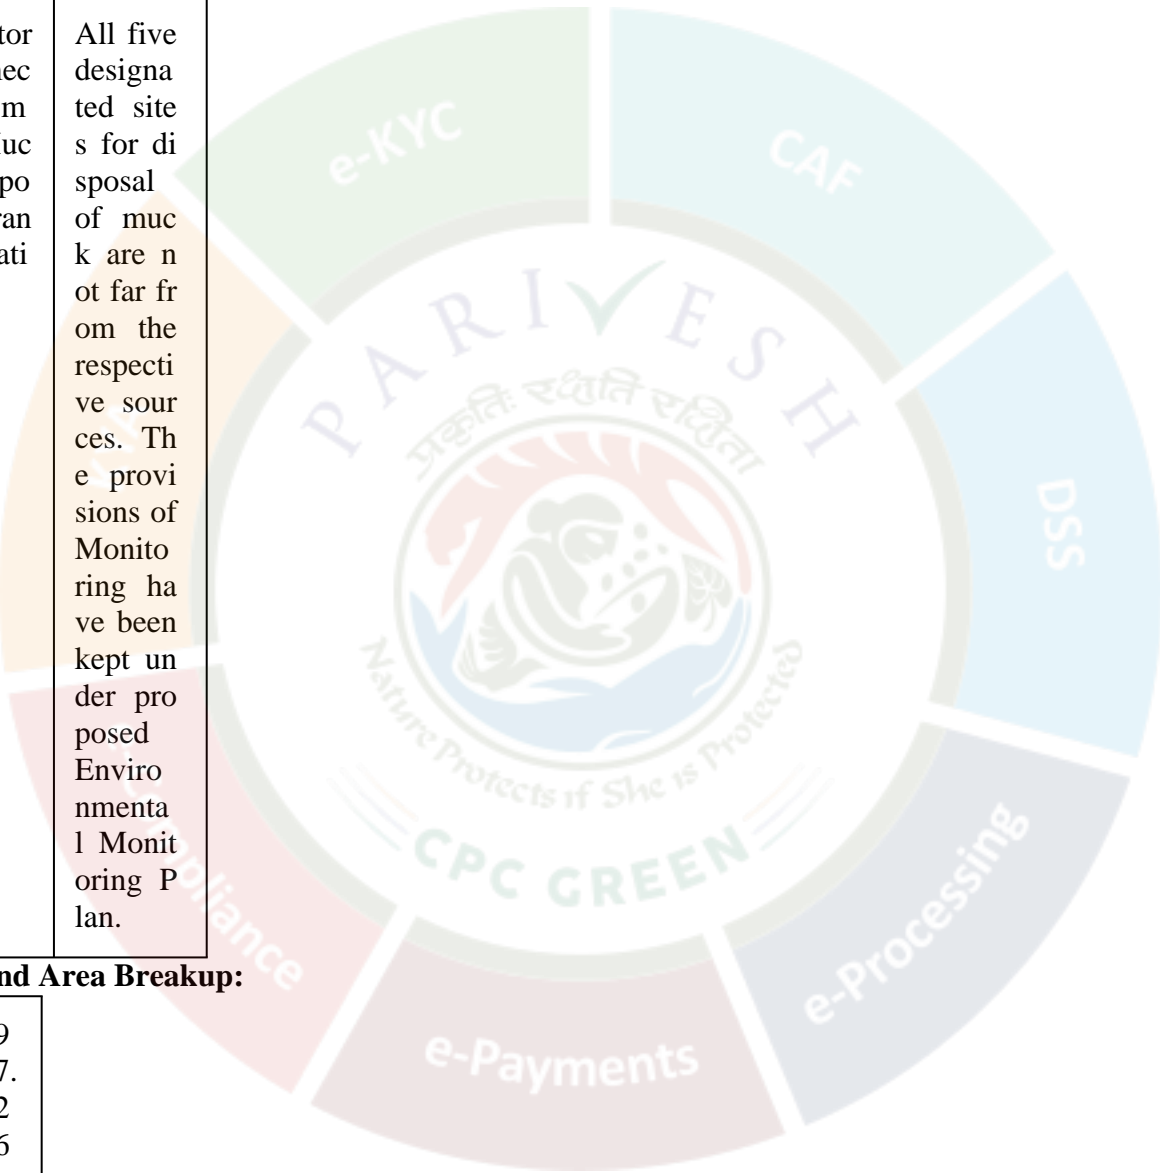 tor
nec
m
uc
po
ran
ati
All five
designa
ted site
s for di
sposal
of muc
k are n
ot far fr
om the
respecti
ve sour
ces. Th
e provi
sions of
Monito
ring ha
ve been
kept un
der pro
posed
Enviro
nmenta
l Monit
oring P
lan.
nd Area Breakup:
9
7.
2
6
e-KYC
CAF
DSS
e-Processing
e-Payments
e-Compliance
KYA
PARIVESH
प्रकृतिः रक्षति रक्षिता
Nature Protects if She is Protected
CPC GREEN